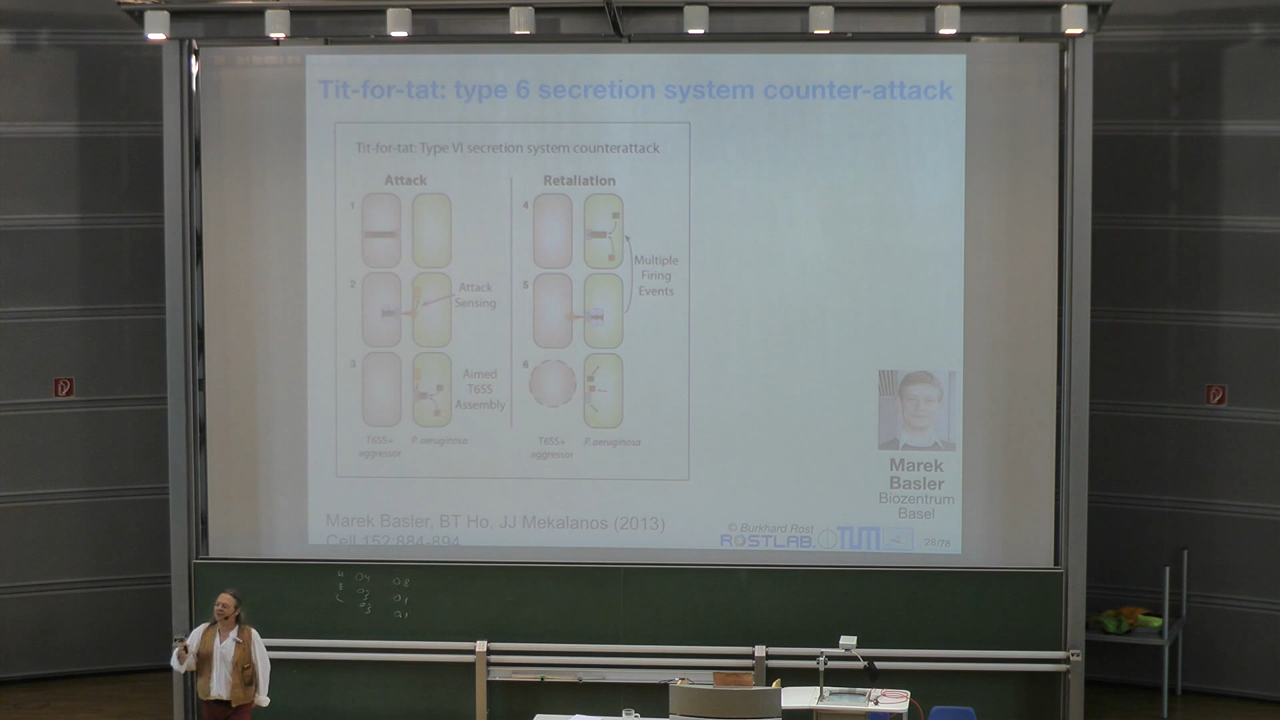 Tit-for-tat: type 6 secretion system counter-attack
Tit-for-tat: Type VI secretion system counterattack
Attack
Retaliation
1
4
Multiple
Firing
Events
2
Attack
Sensing
5
3
Aimed
T6SS
Assembly
6
T6SS+
aggressor
P. aeruginosa
T6SS+
aggressor
P. aeruginosa
Marek
Basler
Biozentrum
Basel
Marek Basler, BT Ho, JJ Mekalanos (2013)
Cell 152:884-894
© Burkhard Rost
ROSTLAB
TUM
28/78